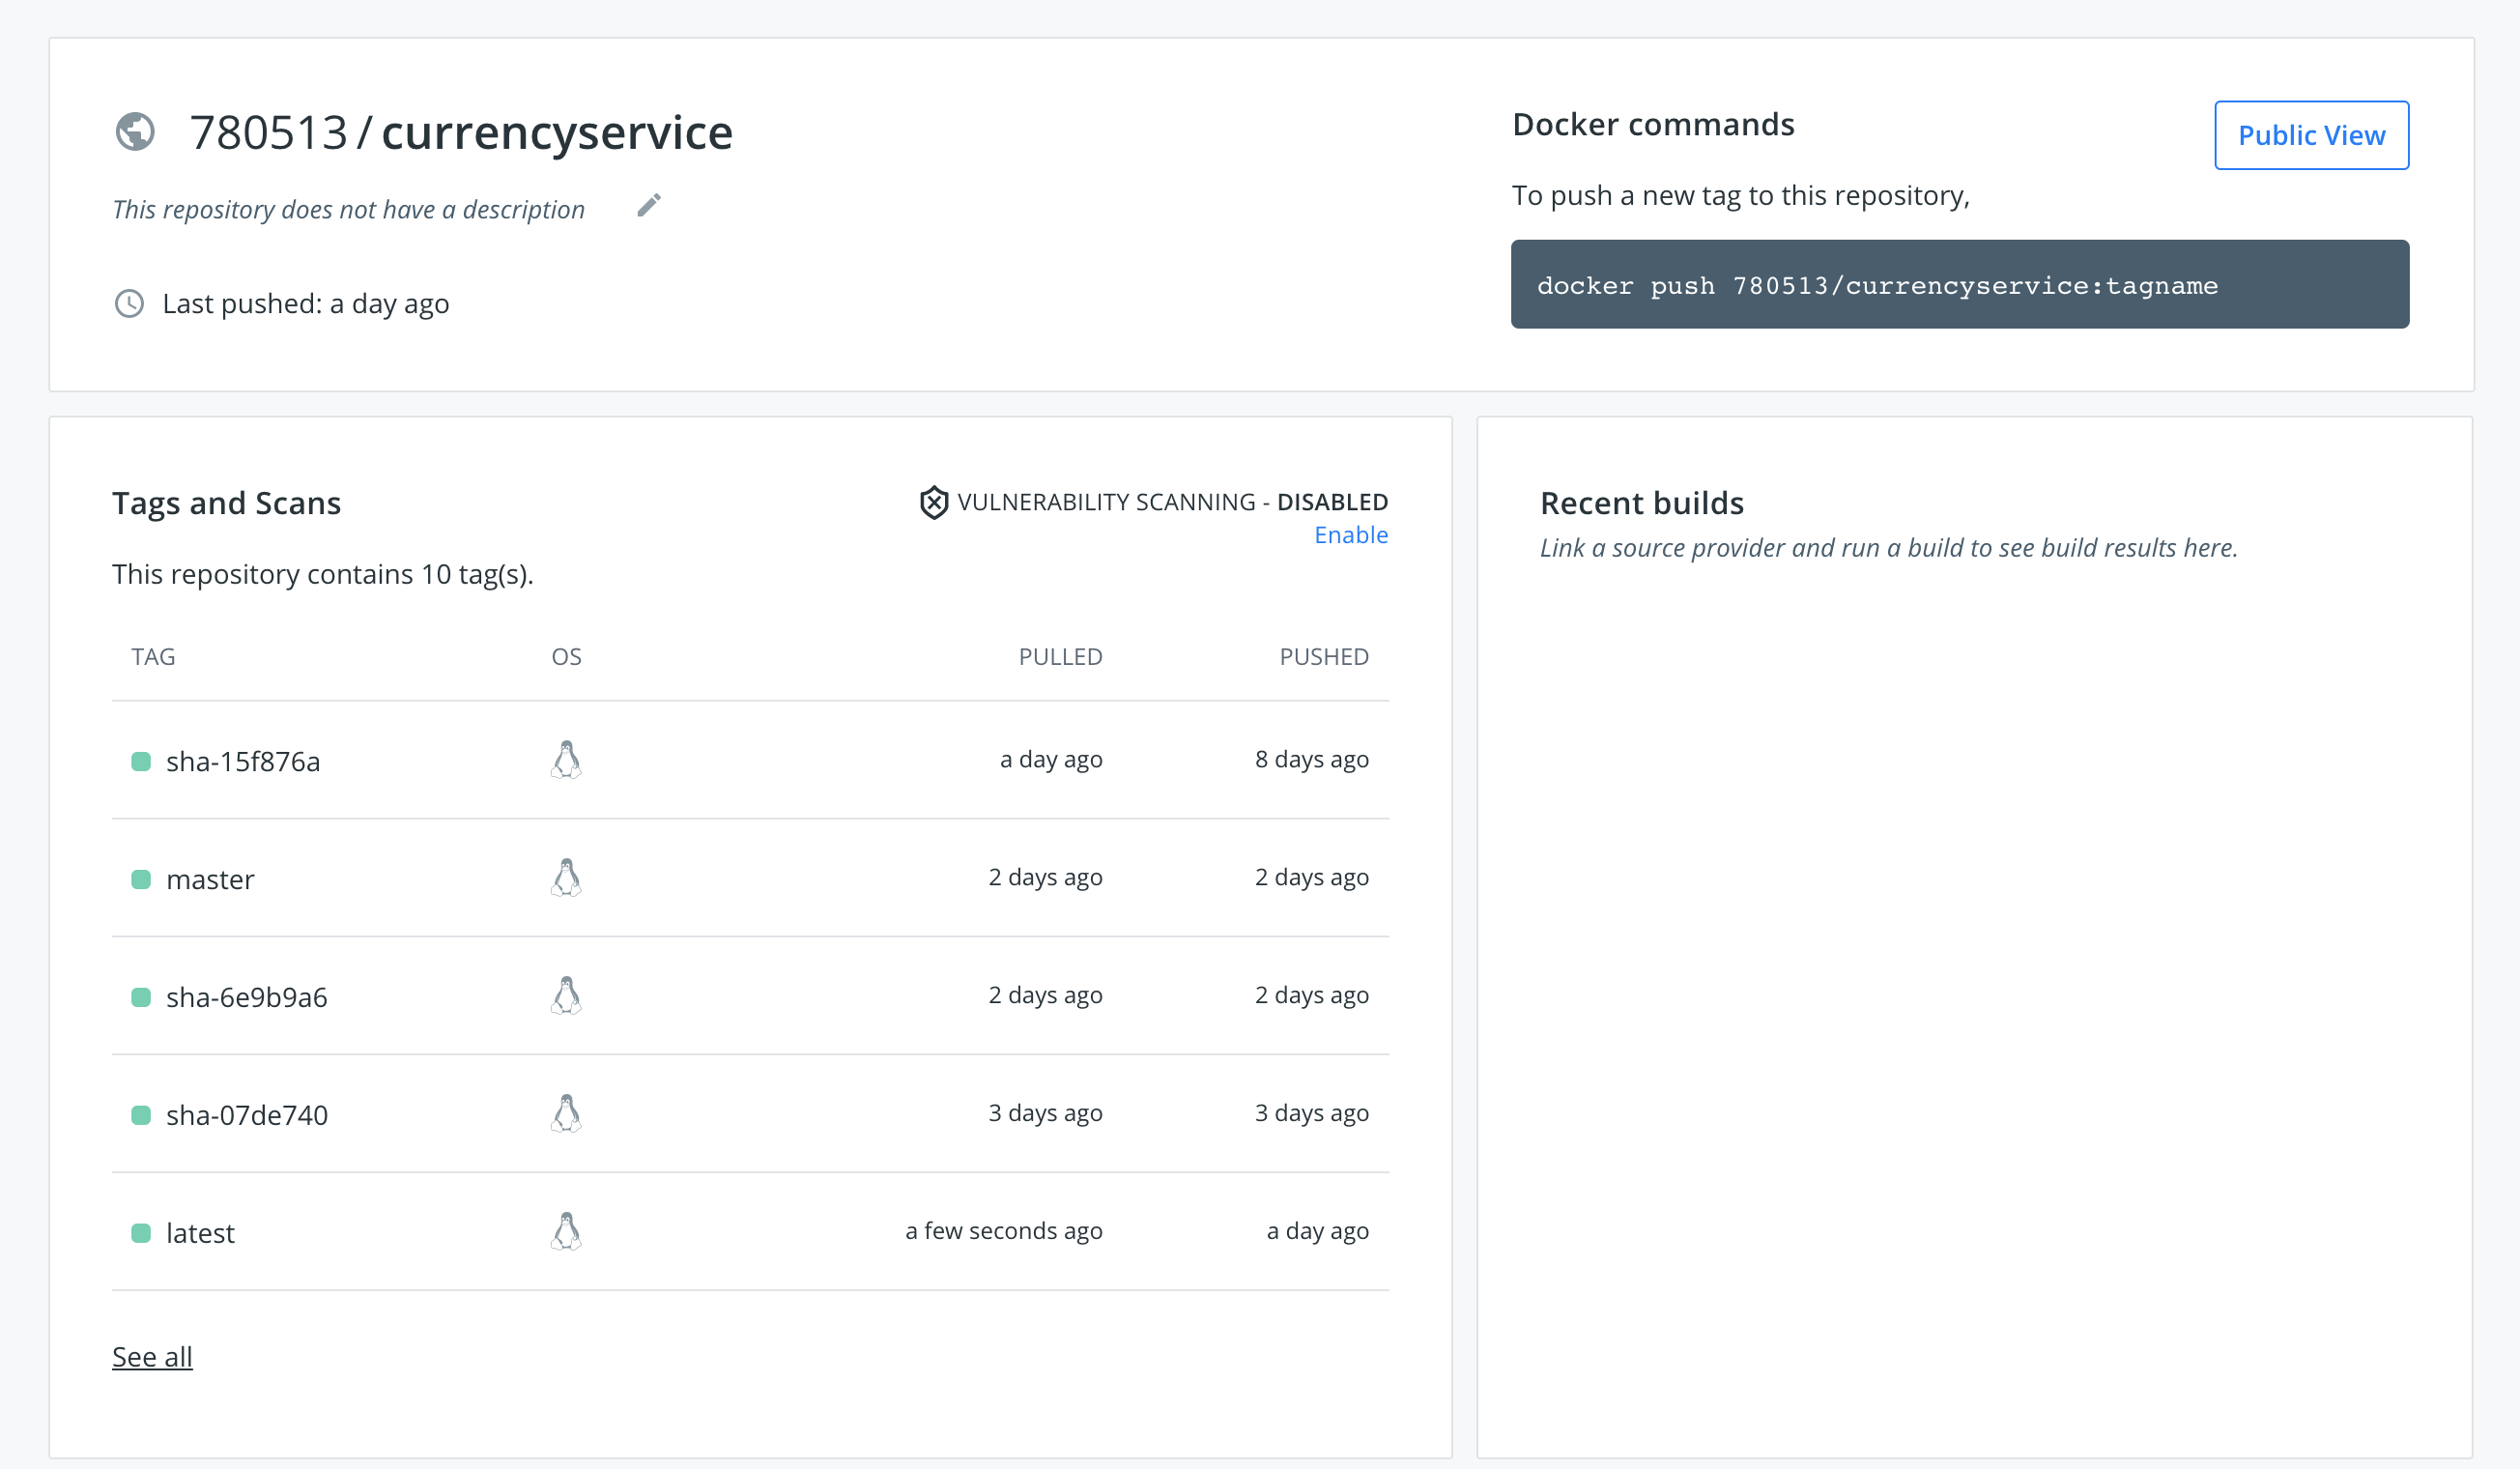 780513 / currencyservice
This repository does not have a description
Last pushed: a day ago
Docker commands
Public View
To push a new tag to this repository,
docker push 780513/currencyservice:tagname
Tags and Scans
VULNERABILITY SCANNING - DISABLED
Enable
This repository contains 10 tag(s).
TAG OS PULLED PUSHED
sha-15f876a a day ago 8 days ago
master 2 days ago 2 days ago
sha-6e9b9a6 2 days ago 2 days ago
sha-07de740 3 days ago 3 days ago
latest a few seconds ago a day ago
See all
Recent builds
Link a source provider and run a build to see build results here.